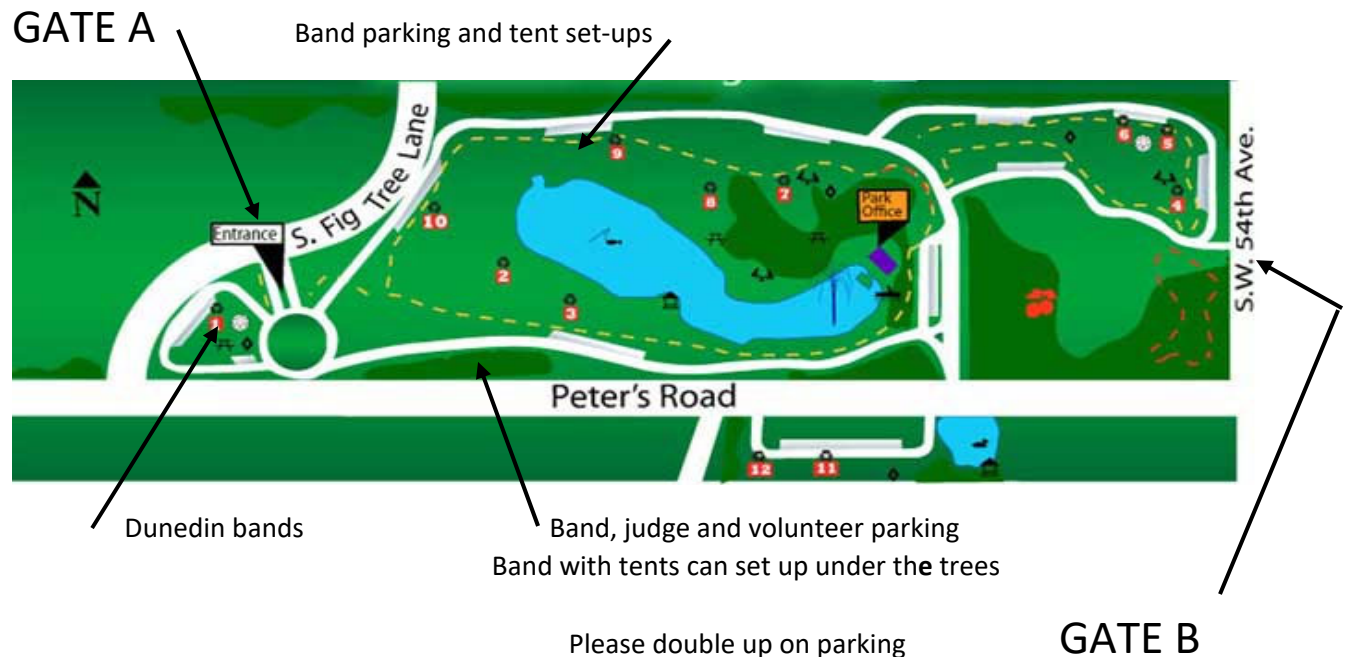 GATE A
Band parking and tent set-ups
S. Fig Tree Lane
Entrance
N
9
10
8
7
6
5
4
Park
Office
S.W. 54th Ave.
2
3
1
Peter's Road
12
11
Dunedin bands
Band, judge and volunteer parking
Band with tents can set up under the trees
Please double up on parking
GATE B